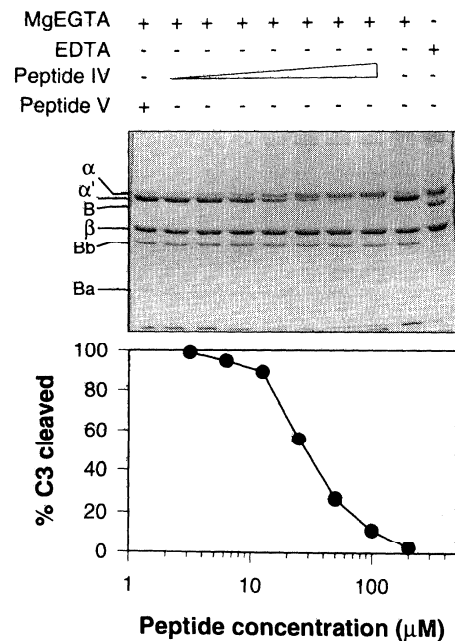 MgEGTA + + + + + + + + + -
EDTA - - - - - - - - - +
Peptide IV - - -
Peptide V + - - - - - - - - -
α
α'
B
β
Bb
Ba
% C3 cleaved
100
80
60
40
20
0
1 10 100
Peptide concentration (μM)